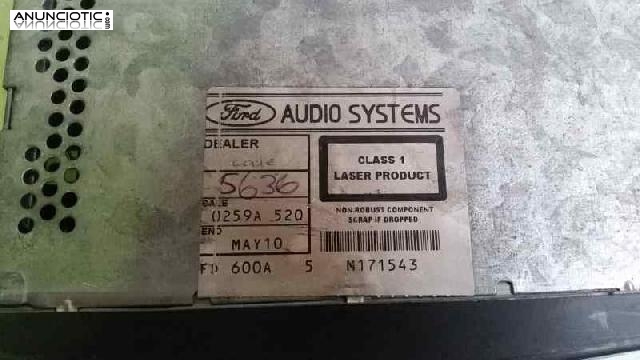 ANUNCIOTIC
.com
Ford AUDIO SYSTEMS
DEALER
code
5636
CLASS 1
LASER PRODUCT
0259A 520
NON ROBUST COMPONENT
SCRAP IF DROPPED
MAY10
600A 5 N171543